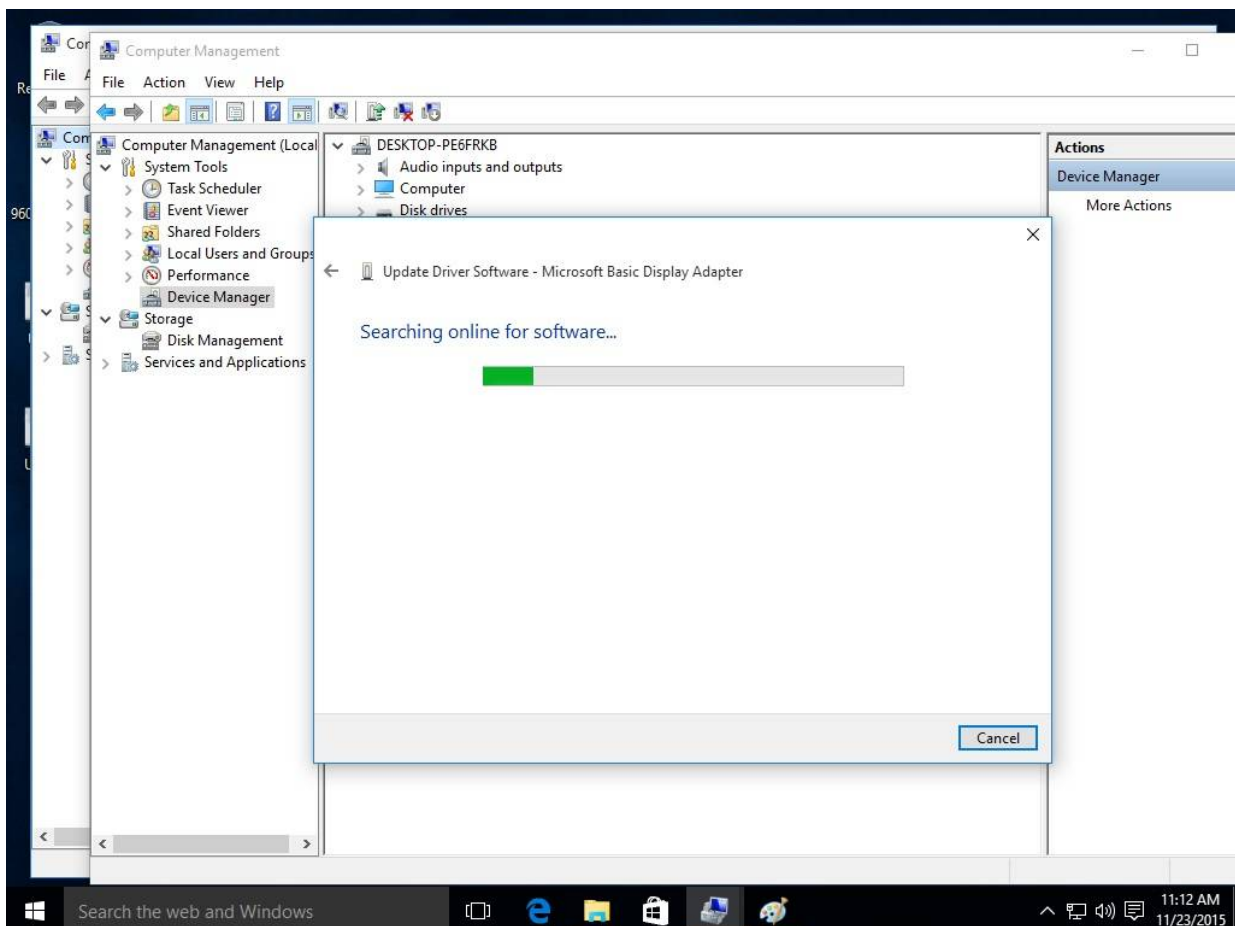 Computer Management
File Action View Help
File
Computer Management (Local
System Tools
Task Scheduler
Event Viewer
Shared Folders
Local Users and Groups
Performance
Device Manager
Storage
Disk Management
Services and Applications
DESKTOP-PE6FRKB
Audio inputs and outputs
Computer
Disk drives
Actions
Device Manager
More Actions
Update Driver Software - Microsoft Basic Display Adapter
Searching online for software...
Cancel
Search the web and Windows
11:12 AM
11/23/2015